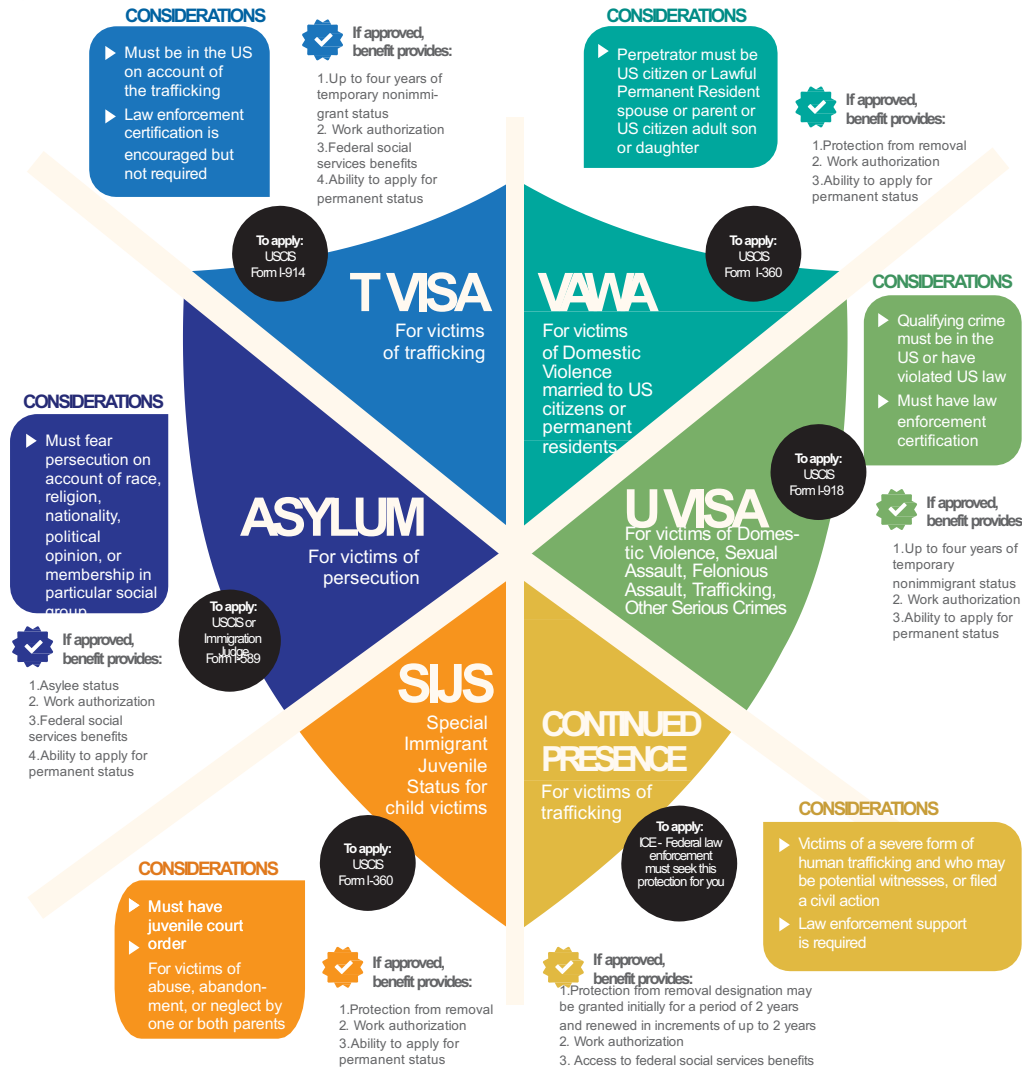 CONSIDERATIONS
Must be in the US
on account of
the trafficking
Law enforcement
certification is
encouraged but
not required
If approved,
benefit provides:
1.Up to four years of
temporary nonimmi-
grant status
2. Work authorization
3.Federal social
services benefits
4.Ability to apply for
permanent status
To apply:
USCIS
Form I-914
T VISA
For victims
of trafficking
CONSIDERATIONS
Perpetrator must be
US citizen or Lawful
Permanent Resident
spouse or parent or
US citizen adult son
or daughter
If approved,
benefit provides:
1.Protection from removal
2. Work authorization
3.Ability to apply for
permanent status
To apply:
USCIS
Form I-360
VAWA
For victims
of Domestic
Violence
married to US
citizens or
permanent
residents
CONSIDERATIONS
Qualifying crime
must be in the
US or have
violated US law
Must have law
enforcement
certification
To apply:
USCIS
Form I-918
If approved,
benefit provides
1.Up to four years of
temporary
nonimmigrant status
2. Work authorization
3.Ability to apply for
permanent status
U VISA
For victims of Domes-
tic Violence, Sexual
Assault, Felonious
Assault, Trafficking,
Other Serious Crimes
CONSIDERATIONS
Must fear
persecution on
account of race,
religion,
nationality,
political
opinion, or
membership in
particular social
group
If approved,
benefit provides:
1.Asylee status
2. Work authorization
3.Federal social
services benefits
4.Ability to apply for
permanent status
To apply:
USCIS or
Immigration
Judge
Form I-589
ASYLUM
For victims of
persecution
SIJS
Special
Immigrant
Juvenile
Status for
child victims
To apply:
USCIS
Form I-360
CONSIDERATIONS
Must have
juvenile court
order
For victims of
abuse, abandon-
ment, or neglect by
one or both parents
If approved,
benefit provides:
1.Protection from removal
2. Work authorization
3.Ability to apply for
permanent status
CONTINUED
PRESENCE
For victims of
trafficking
To apply:
ICE - Federal law
enforcement
must seek this
protection for you
CONSIDERATIONS
Victims of a severe form of
human trafficking and who may
be potential witnesses, or filed
a civil action
Law enforcement support
is required
If approved,
benefit provides:
1.Protection from removal designation may
be granted initially for a period of 2 years
and renewed in increments of up to 2 years
2. Work authorization
3. Access to federal social services benefits